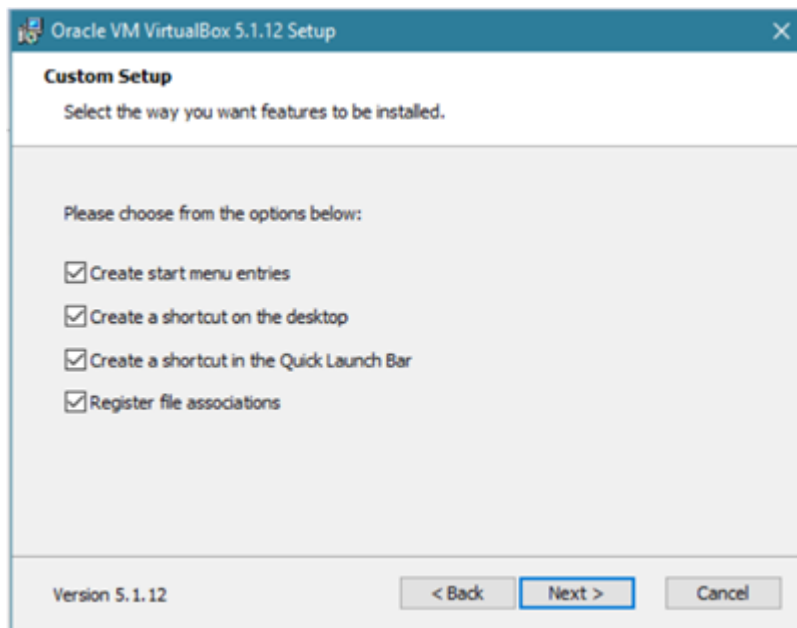 Oracle VM VirtualBox 5.1.12 Setup
Custom Setup
Select the way you want features to be installed.
Please choose from the options below:
Create start menu entries
Create a shortcut on the desktop
Create a shortcut in the Quick Launch Bar
Register file associations
Version 5.1.12
< Back
Next >
Cancel